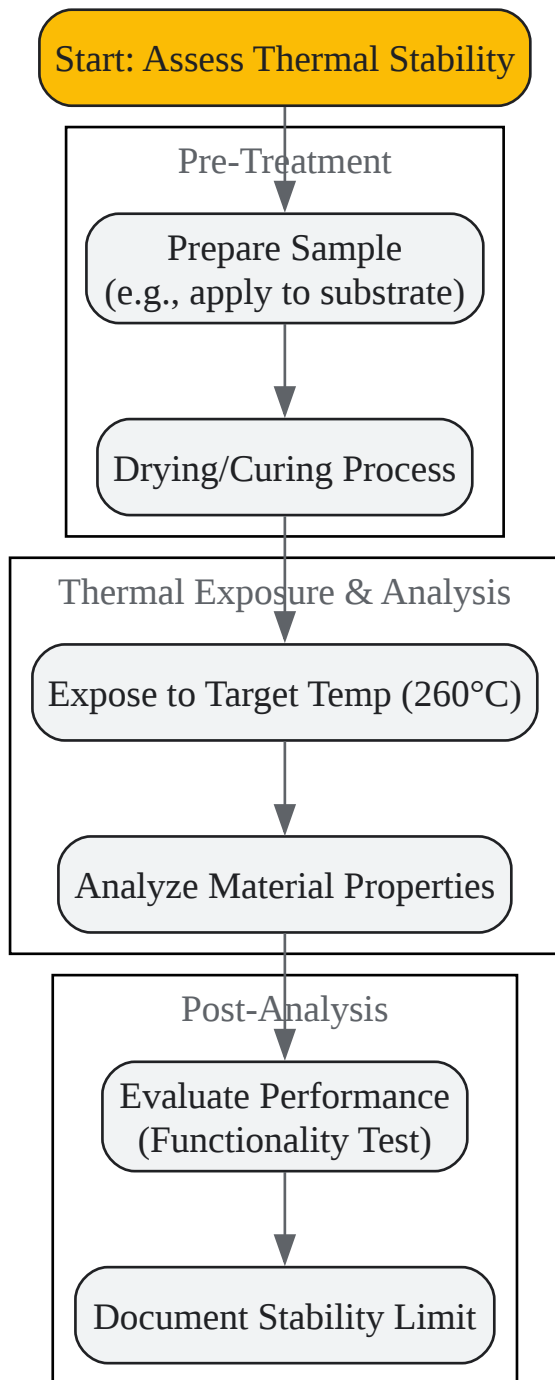 Start: Assess Thermal Stability
Pre-Treatment
Prepare Sample
(e.g., apply to substrate)
Drying/Curing Process
Thermal Exposure & Analysis
Expose to Target Temp (260°C)
Analyze Material Properties
Post-Analysis
Evaluate Performance
(Functionality Test)
Document Stability Limit